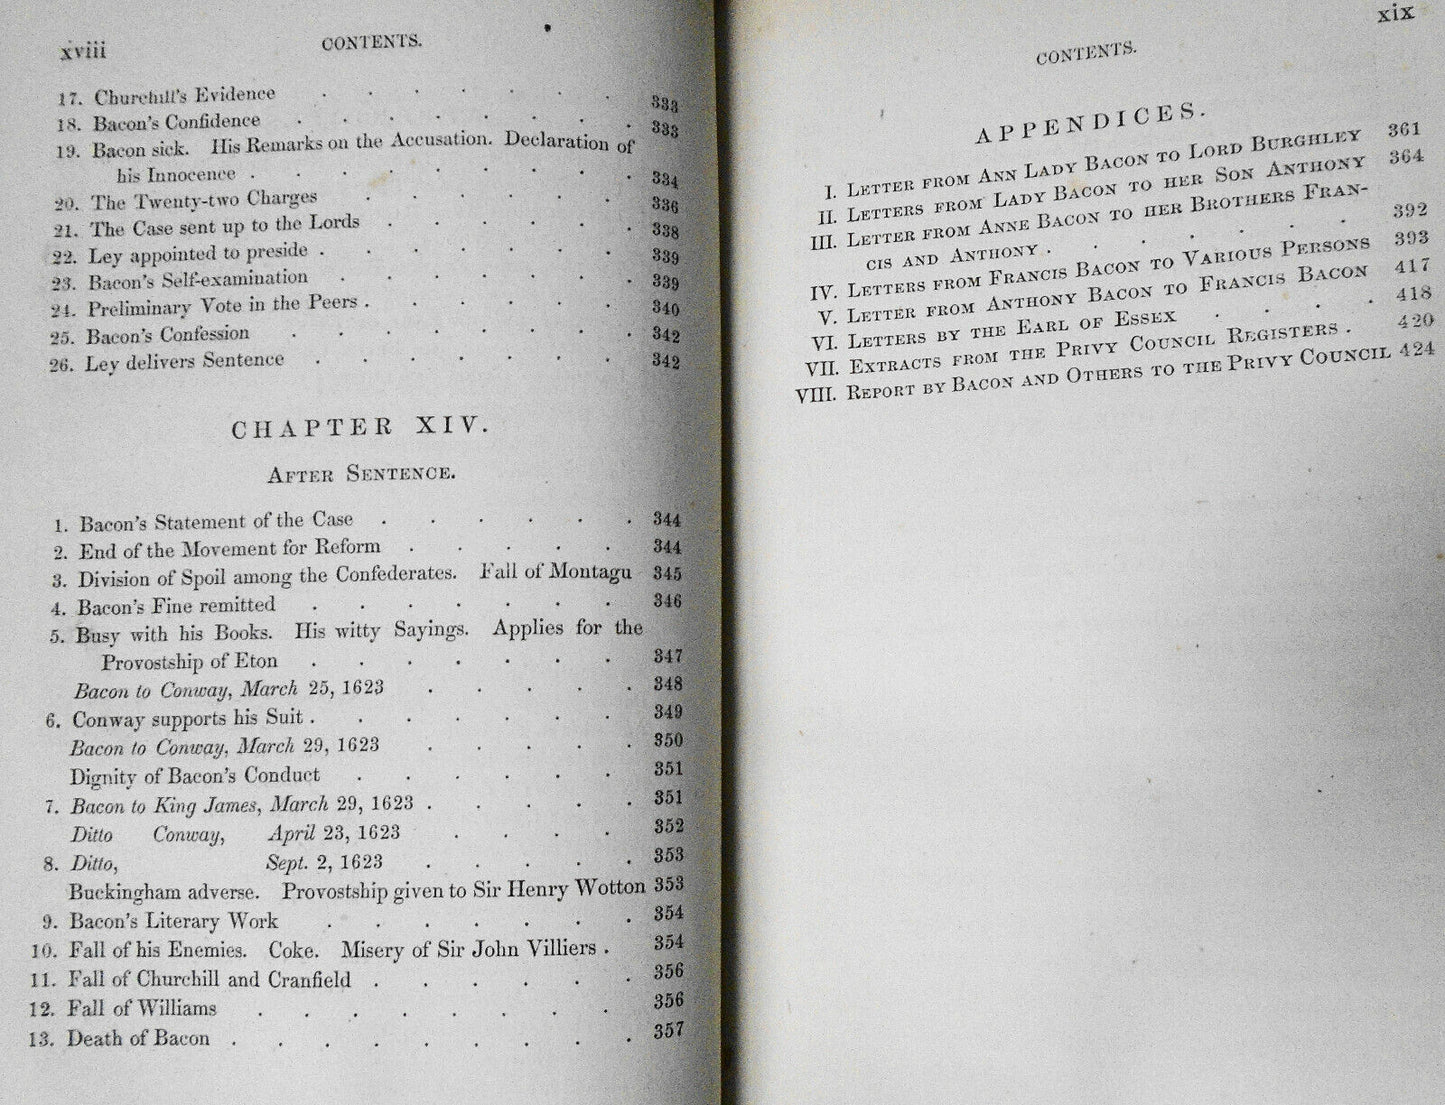 xviii CONTENTS.
17. Churchill's Evidence . . . . . . . 333
18. Bacon's Confidence . . . . . . . . 333
19. Bacon sick. His Remarks on the Accusation. Declaration of
his Innocence . . . . . . . . . 334
20. The Twenty-two Charges . . . . . . 336
21. The Case sent up to the Lords . . . . . . 338
22. Ley appointed to preside . . . . . . . 339
23. Bacon's Self-examination . . . . . . . 339
24. Preliminary Vote in the Peers . . . . . . 340
25. Bacon's Confession . . . . . . . . 342
26. Ley delivers Sentence . . . . . . . 342
CHAPTER XIV.
AFTER SENTENCE.
1. Bacon's Statement of the Case . . . . . . 344
2. End of the Movement for Reform . . . . . 344
3. Division of Spoil among the Confederates. Fall of Montagu 345
4. Bacon's Fine remitted . . . . . . . 346
5. Busy with his Books. His witty Sayings. Applies for the
Provostship of Eton . . . . . . . 347
Bacon to Conway, March 25, 1623 . . . . . 348
6. Conway supports his Suit . . . . . . . 349
Bacon to Conway, March 29, 1623 . . . . . 350
Dignity of Bacon's Conduct . . . . . . 351
7. Bacon to King James, March 29, 1623 . . . . . 351
Ditto Conway, April 23, 1623 . . . . 352
8. Ditto, Sept. 2, 1623 . . . . . 353
Buckingham adverse. Provostship given to Sir Henry Wotton 353
9. Bacon's Literary Work . . . . . . . 354
10. Fall of his Enemies. Coke. Misery of Sir John Villiers . 354
11. Fall of Churchill and Cranfield . . . . . . 356
12. Fall of Williams . . . . . . . . 356
13. Death of Bacon . . . . . . . . . 357
CONTENTS. xix
APPENDICES.
I. LETTER FROM ANN LADY BACON TO LORD BURGHLEY 361
II. LETTERS FROM LADY BACON TO HER SON ANTHONY 364
III. LETTER FROM ANNE BACON TO HER BROTHERS FRAN-
CIS AND ANTHONY . . . . . . . 392
IV. LETTERS FROM FRANCIS BACON TO VARIOUS PERSONS 393
V. LETTER FROM ANTHONY BACON TO FRANCIS BACON 417
VI. LETTERS BY THE EARL OF ESSEX . . . . 418
VII. EXTRACTS FROM THE PRIVY COUNCIL REGISTERS . 420
VIII. REPORT BY BACON AND OTHERS TO THE PRIVY COUNCIL 424